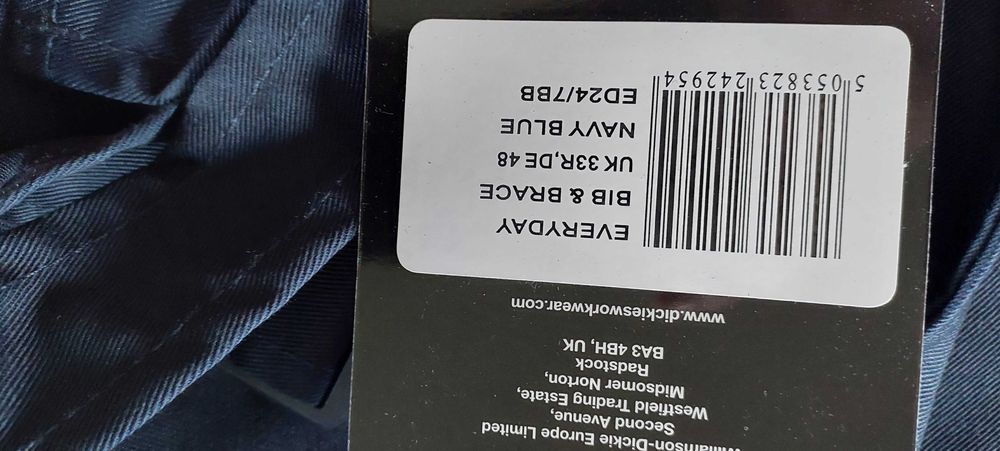 Williamson-Dickie Europe Limited
Second Avenue,
Westfield Trading Estate,
Midsomer Norton,
Radstock
BA3 4BH, UK
www.dickiesworkwear.com
EVERYDAY
BIB & BRACE
UK 33R,DE 48
NAVY BLUE
ED24/7BB
5 053823 242954